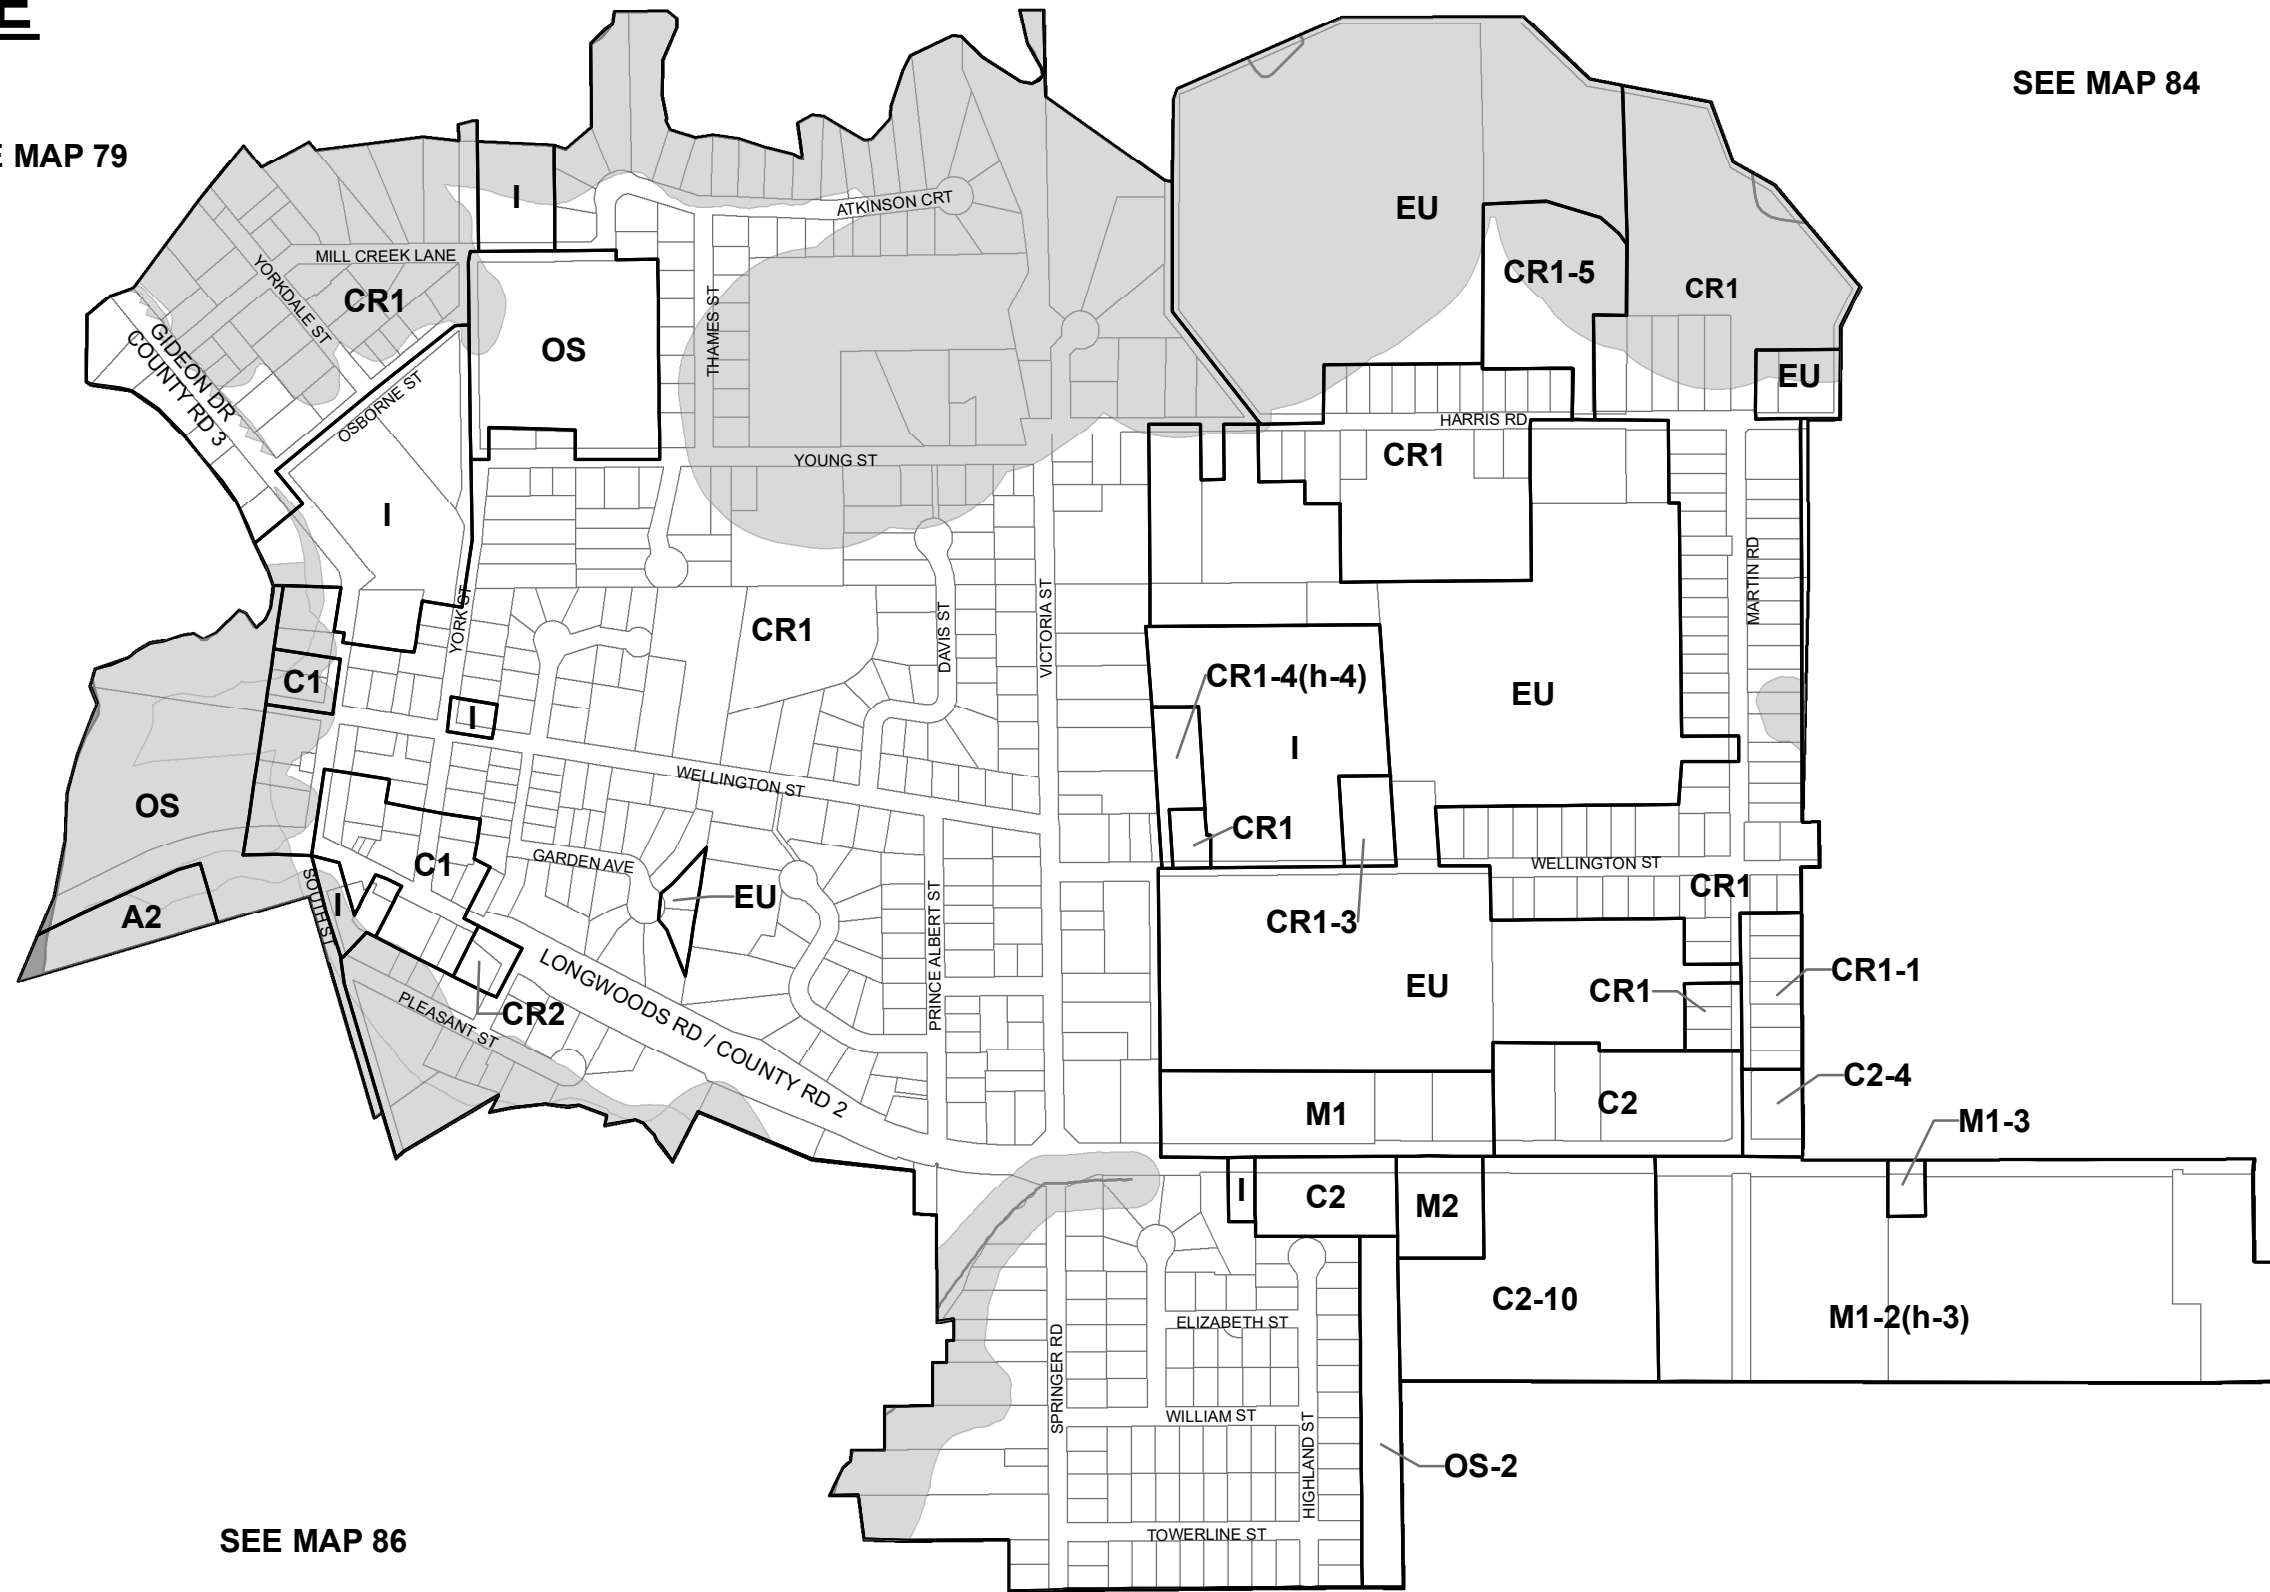 E
SEE MAP 84
E MAP 79
I
EU
ATKINSON CRT
MILL CREEK LANE
YORKDALE ST
CR1
CR1-5
CR1
GIDEON DR
COUNTY RD 3
THAMES ST
OS
EU
OSBORNE ST
HARRIS RD
YOUNG ST
CR1
I
MARTIN RD
YORK ST
CR1
DAVIS ST
VICTORIA ST
C1
CR1-4(h-4)
EU
I
I
WELLINGTON ST
OS
CR1
GARDEN AVE
C1
WELLINGTON ST
CR1
EU
SOUTH ST
I
A2
CR1-3
PRINCE ALBERT ST
LONGWOODS RD / COUNTY RD 2
CR1-1
EU
CR1
PLEASANT ST
CR2
C2-4
M1
C2
M1-3
I
C2
M2
C2-10
M1-2(h-3)
ELIZABETH ST
SPRINGER RD
WILLIAM ST
HIGHLAND ST
OS-2
TOWERLINE ST
SEE MAP 86